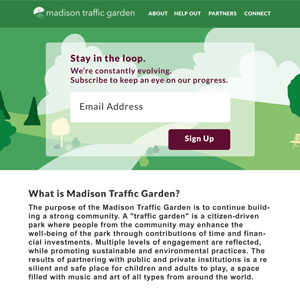 madison traffic garden ABOUT HELP OUT PARTNERS CONNECT
Stay in the loop.
We're constantly evolving.
Subscribe to keep an eye on our progress.
Email Address
Sign Up
What is Madison Traffic Garden?
The purpose of the Madison Traffic Garden is to continue build-
ing a strong community. A "traffic garden" is a citizen-driven
park where people from the community may enhance the
well-being of the park through contributions of time and finan-
cial investments. Multiple levels of engagement are reflected,
while promoting sustainable and environmental practices. The
results of partnering with public and private institutions is a re
silient and safe place for children and adults to play, a space
filled with music and art of all types from around the world.